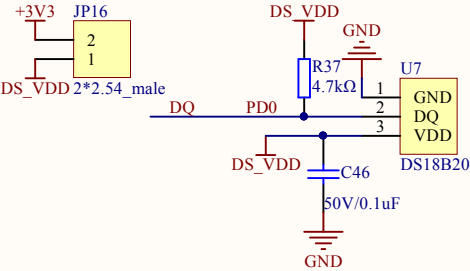 +3V3
JP16
2
1
DS_VDD
2*2.54_male
DS_VDD
GND
R37
4.7kΩ
U7
DQ
PD0
1
GND
2
DQ
3
VDD
DS_VDD
DS18B20
C46
50V/0.1uF
GND